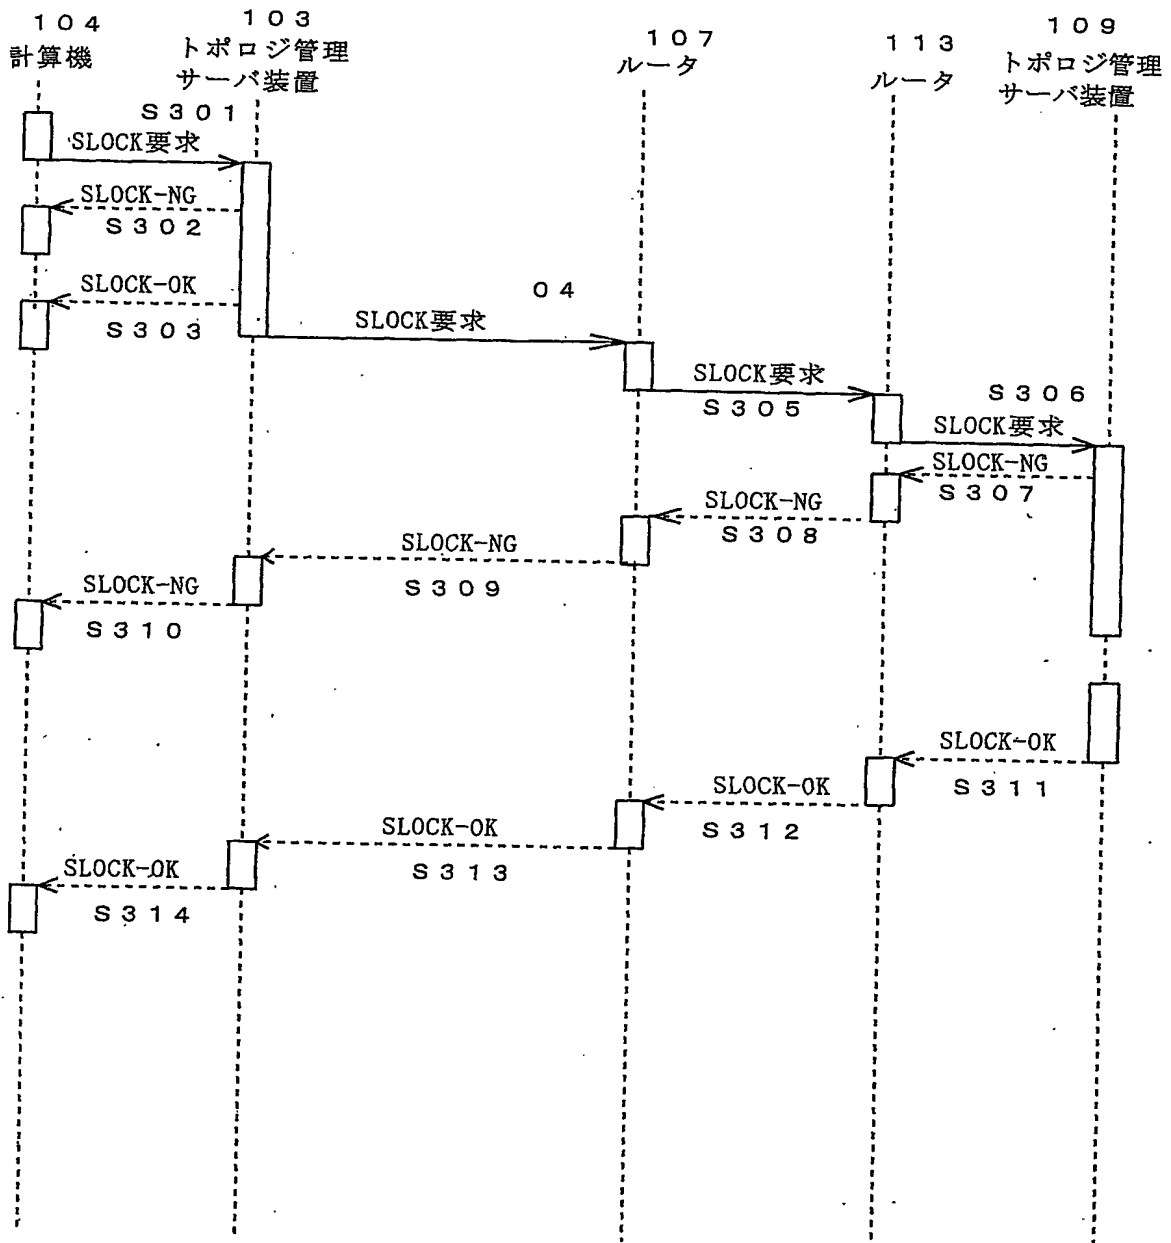 １０４
計算機
１０３
トポロジ管理
サーバ装置
１０７
ルータ
１１３
ルータ
１０９
トポロジ管理
サーバ装置
Ｓ３０１
SLOCK要求
SLOCK-NG
Ｓ３０２
SLOCK-OK
Ｓ３０３
０４
SLOCK要求
SLOCK要求
Ｓ３０５
Ｓ３０６
SLOCK要求
SLOCK-NG
Ｓ３０７
SLOCK-NG
Ｓ３０８
SLOCK-NG
Ｓ３０９
SLOCK-NG
Ｓ３１０
SLOCK-OK
Ｓ３１１
SLOCK-OK
Ｓ３１２
SLOCK-OK
Ｓ３１３
SLOCK-OK
Ｓ３１４